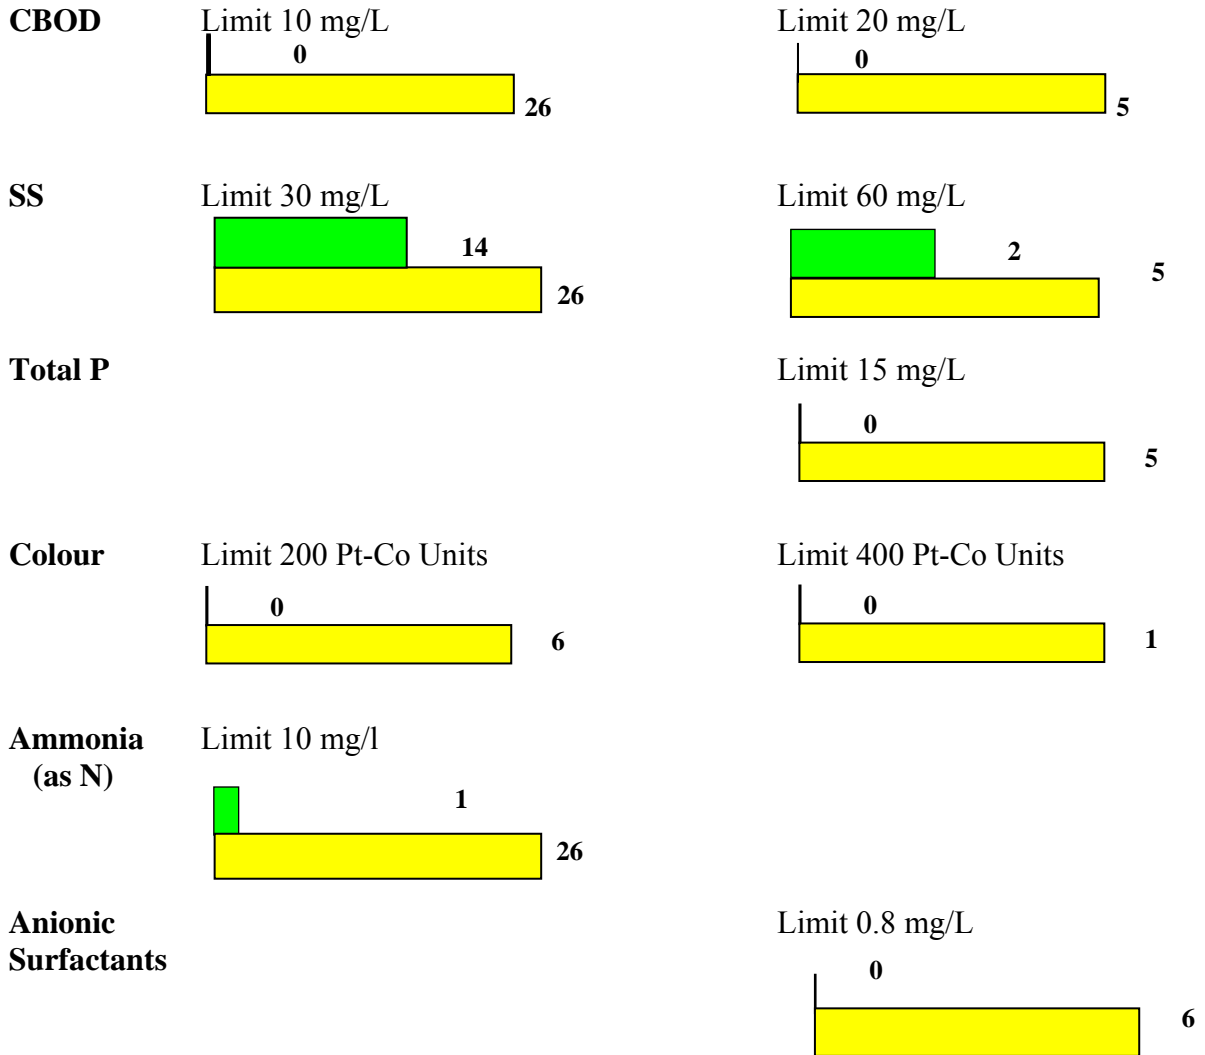 CBOD Limit 10 mg/L Limit 20 mg/L
0 0
26 5
SS Limit 30 mg/L Limit 60 mg/L
14 2
26 5
Total P Limit 15 mg/L
0
5
Colour Limit 200 Pt-Co Units Limit 400 Pt-Co Units
0 0
6 1
Ammonia Limit 10 mg/l
(as N)
1
26
Anionic Limit 0.8 mg/L
Surfactants
0
6